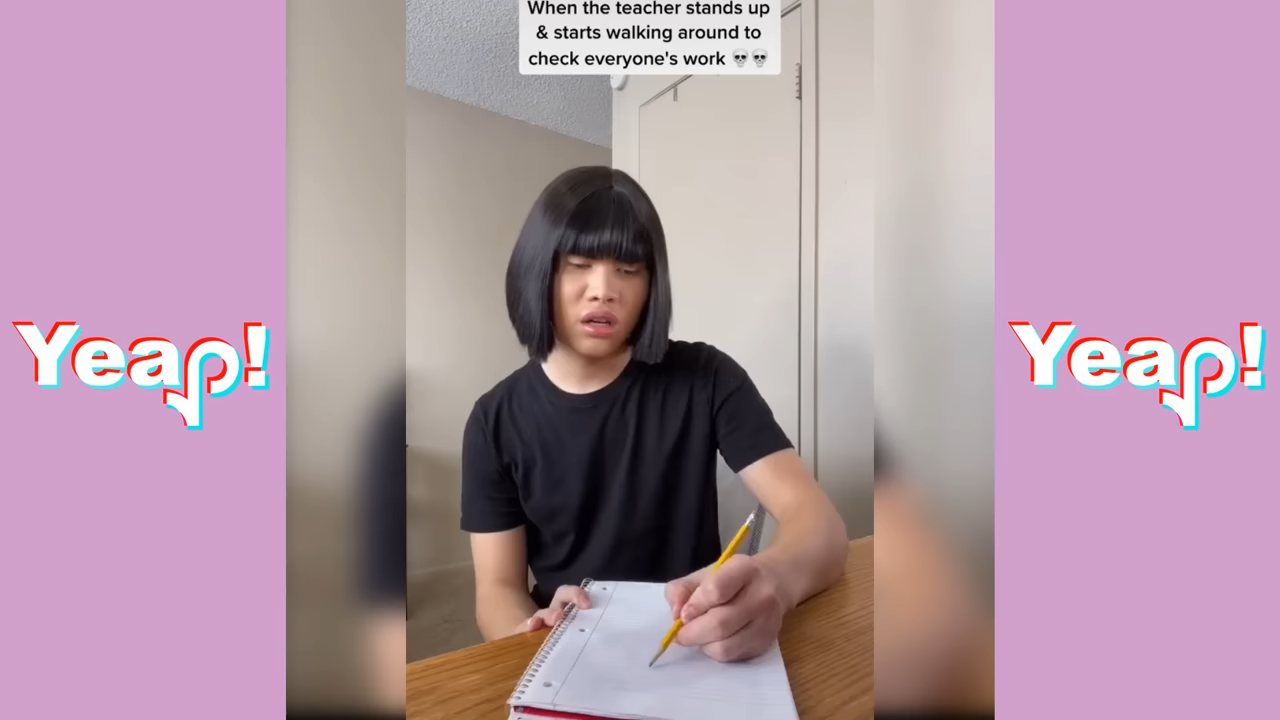 When the teacher stands up
& starts walking around to
check everyone's work 💀💀
Yeap!
Yeap!